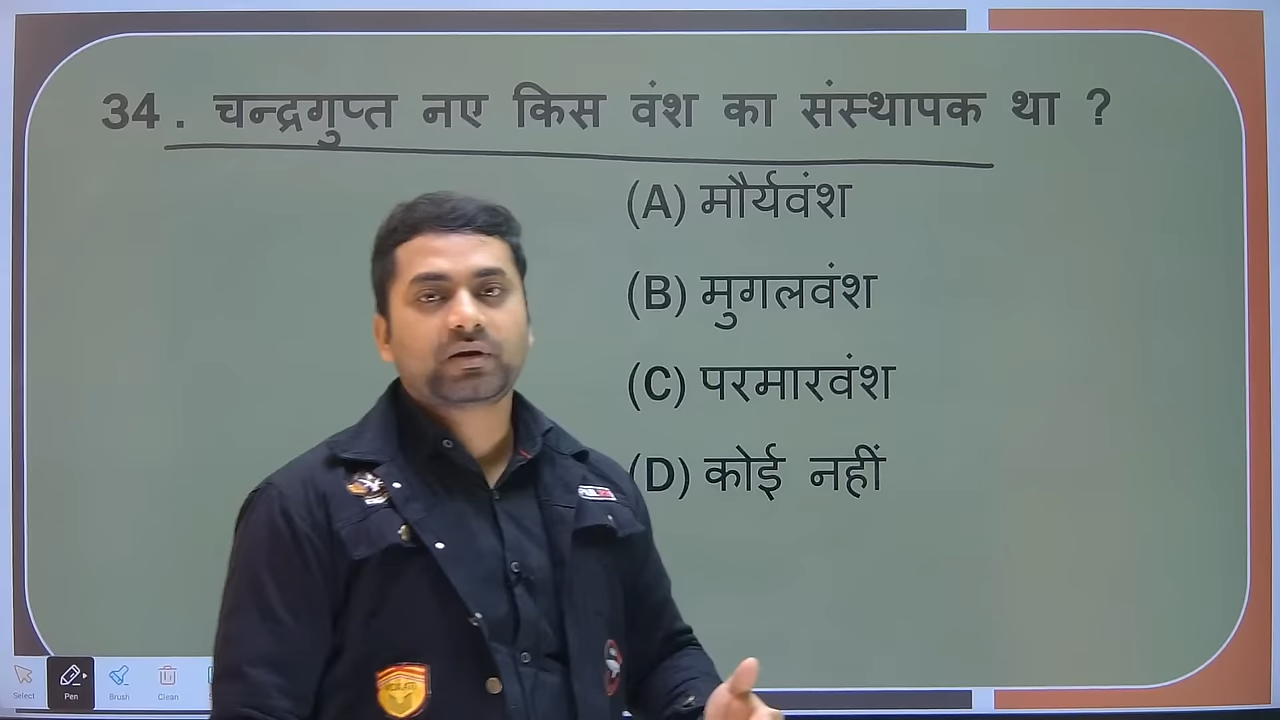 34. चन्द्रगुप्त नए किस वंश का संस्थापक था ?
(A) मौर्यवंश
(B) मुगलवंश
(C) परमारवंश
(D) कोई नहीं
Select
Pen
Brush
Clean